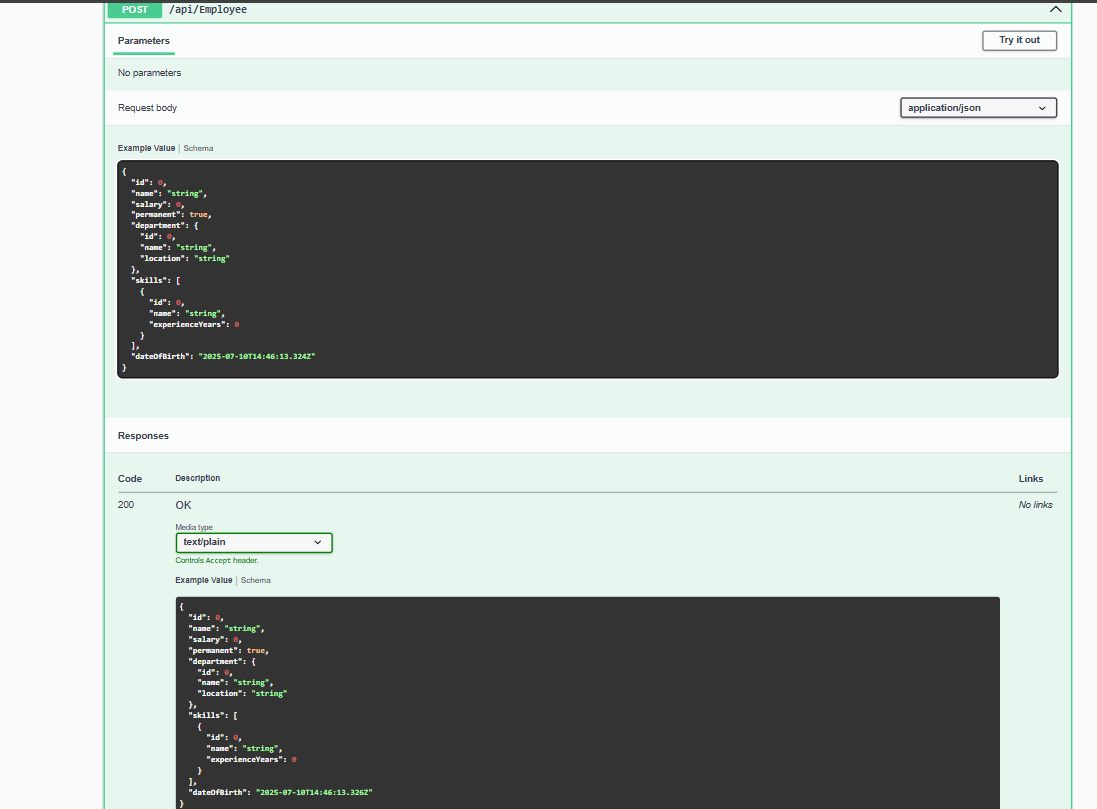 POST /api/Employee
Parameters Try it out
No parameters
Request body application/json
Example Value | Schema
{
  "id": 0,
  "name": "string",
  "salary": 0,
  "permanent": true,
  "department": {
    "id": 0,
    "name": "string",
    "location": "string"
  },
  "skills": [
    {
      "id": 0,
      "name": "string",
      "experienceYears": 0
    }
  ],
  "dateOfBirth": "2025-07-10T14:46:13.324Z"
}
Responses
Code Description Links
200 OK No links
Media type
text/plain
Controls Accept header.
Example Value | Schema
{
  "id": 0,
  "name": "string",
  "salary": 0,
  "permanent": true,
  "department": {
    "id": 0,
    "name": "string",
    "location": "string"
  },
  "skills": [
    {
      "id": 0,
      "name": "string",
      "experienceYears": 0
    }
  ],
  "dateOfBirth": "2025-07-10T14:46:13.326Z"
}